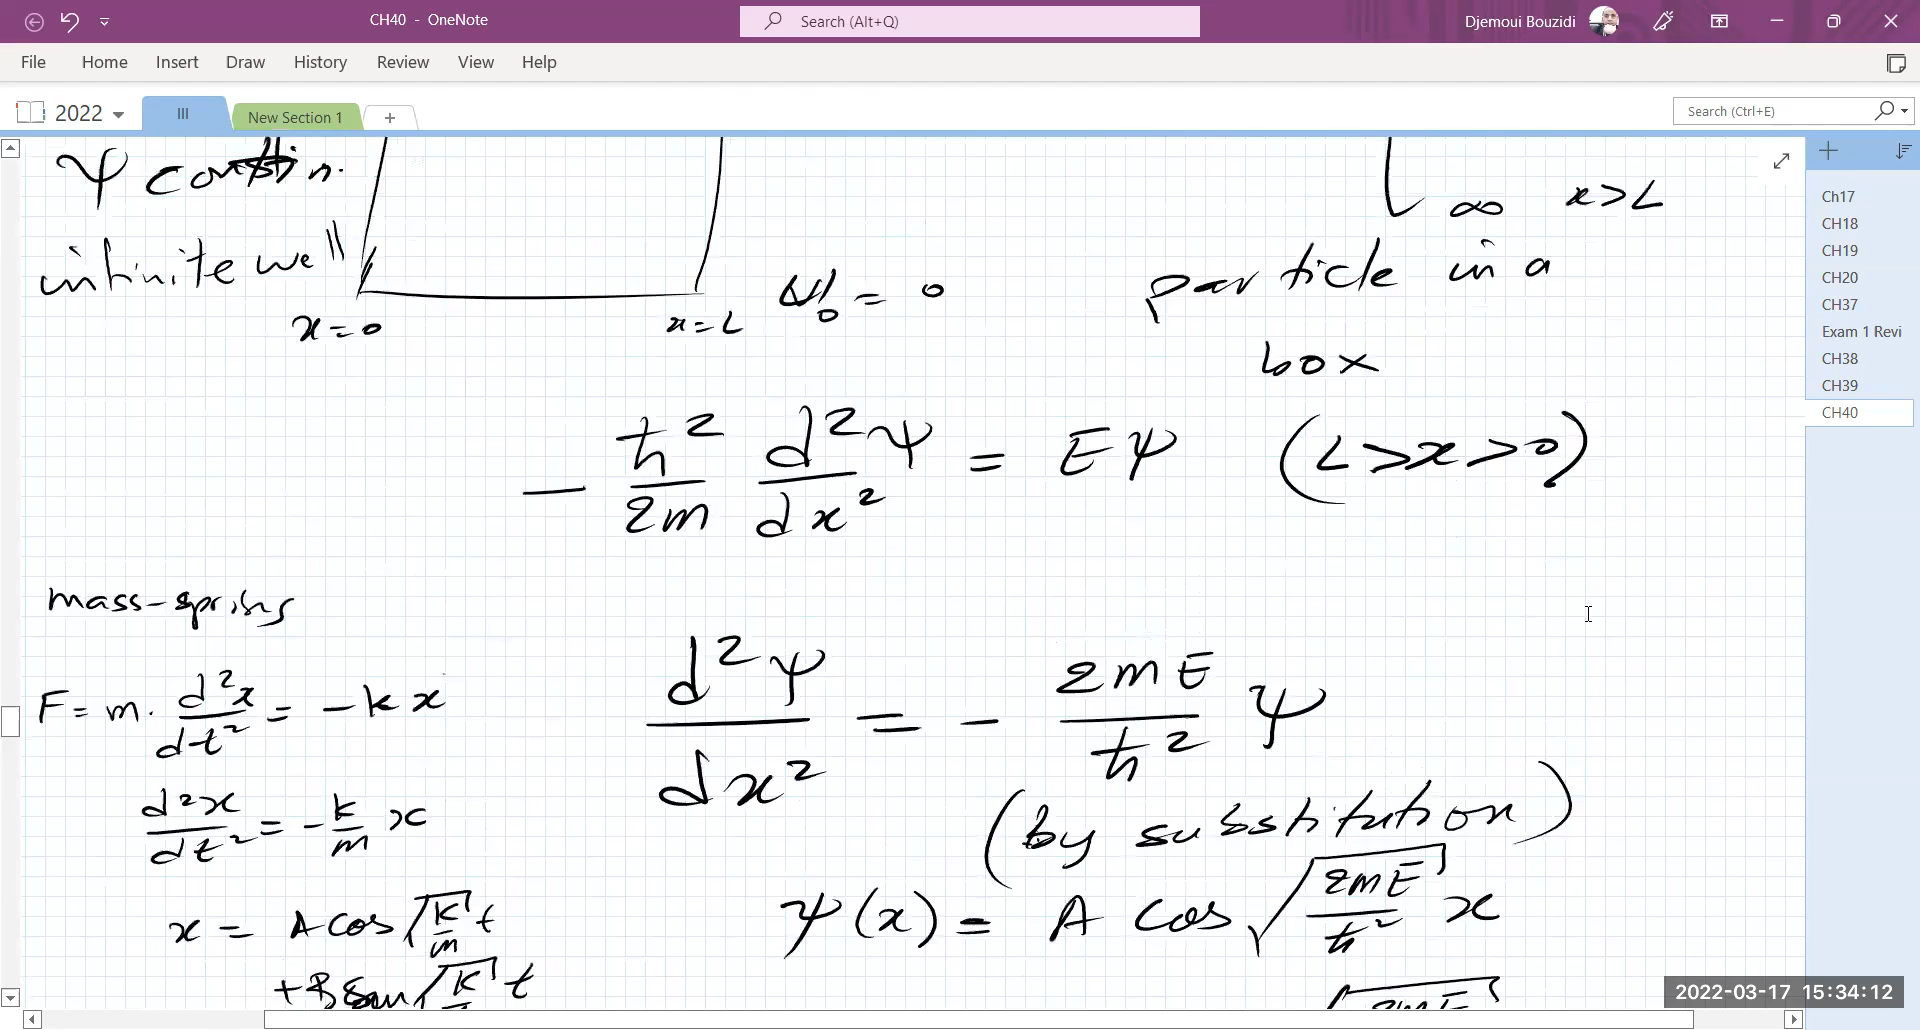 CH40 - OneNote
Search (Alt+Q)
Djemoui Bouzidi
File Home Insert Draw History Review View Help
2022
III
New Section 1
+
Search (Ctrl+E)
Ch17
CH18
CH19
CH20
CH37
Exam 1 Revi
CH38
CH39
CH40
Ψ contin.
infinite well
x=0
x=L
= 0
∞ x>L
particle in a
box
- ℏ²/2m d²Ψ/dx² = EΨ (L>x>0)
mass-spring
F = m. d²x/dt² = -kx
d²x/dt² = - k/m x
x = A cos √(k/m) t
+ B sin √(k/ t
d²Ψ/dx² = - 2mE/ℏ² Ψ
(by substitution)
Ψ(x) = A cos √(2mE/ℏ²) x
2mE
2022-03-17 15:34:12